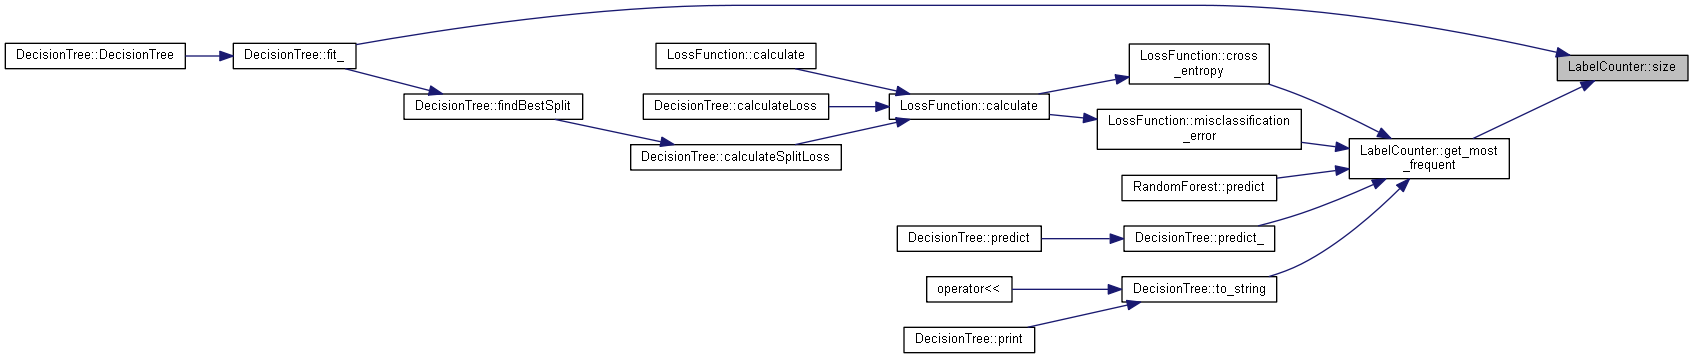 DecisionTree::DecisionTree
DecisionTree::fit_
DecisionTree::findBestSplit
LossFunction::calculate
DecisionTree::calculateLoss
DecisionTree::calculateSplitLoss
LossFunction::calculate
LossFunction::cross
_entropy
LossFunction::misclassification
_error
RandomForest::predict
DecisionTree::predict
DecisionTree::predict_
operator<<
DecisionTree::to_string
DecisionTree::print
LabelCounter::get_most
_frequent
LabelCounter::size